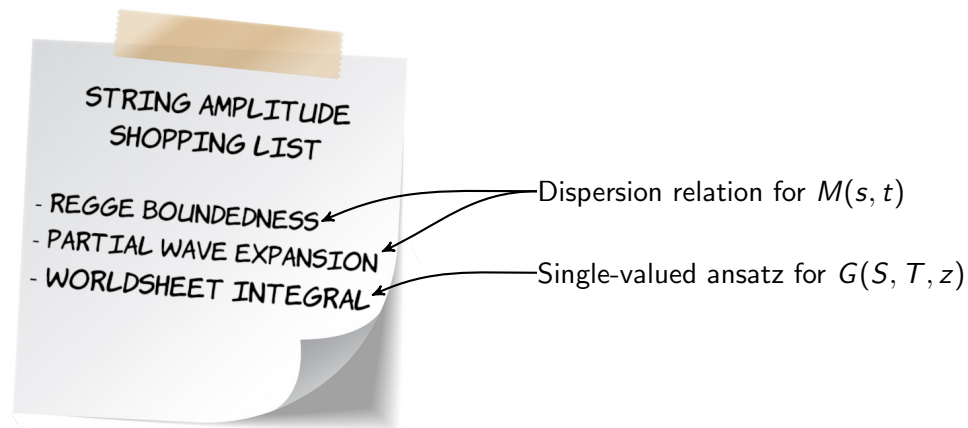 STRING AMPLITUDE
SHOPPING LIST
- REGGE BOUNDEDNESS
- PARTIAL WAVE EXPANSION
- WORLDSHEET INTEGRAL
Dispersion relation for M(s, t)
Single-valued ansatz for G(S, T, z)